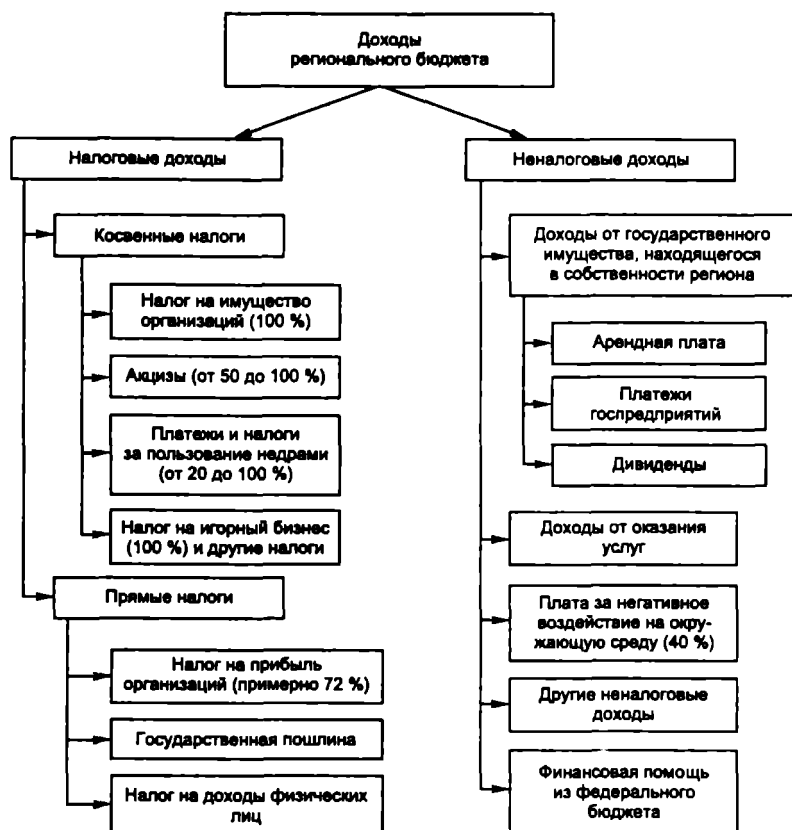 Доходы
регионального бюджета
Налоговые доходы
Косвенные налоги
Налог на имущество
организаций (100 %)
Акцизы (от 50 до 100 %)
Платежи и налоги
за пользование недрами
(от 20 до 100 %)
Налог на игорный бизнес
(100 %) и другие налоги
Прямые налоги
Налог на прибыль
организаций (примерно 72 %)
Государственная пошлина
Налог на доходы физических
лиц
Неналоговые доходы
Доходы от государственного
имущества, находящегося
в собственности региона
Арендная плата
Платежи
госпредприятий
Дивиденды
Доходы от оказания
услуг
Плата за негативное
воздействие на окру-
жающую среду (40 %)
Другие неналоговые
доходы
Финансовая помощь
из федерального
бюджета